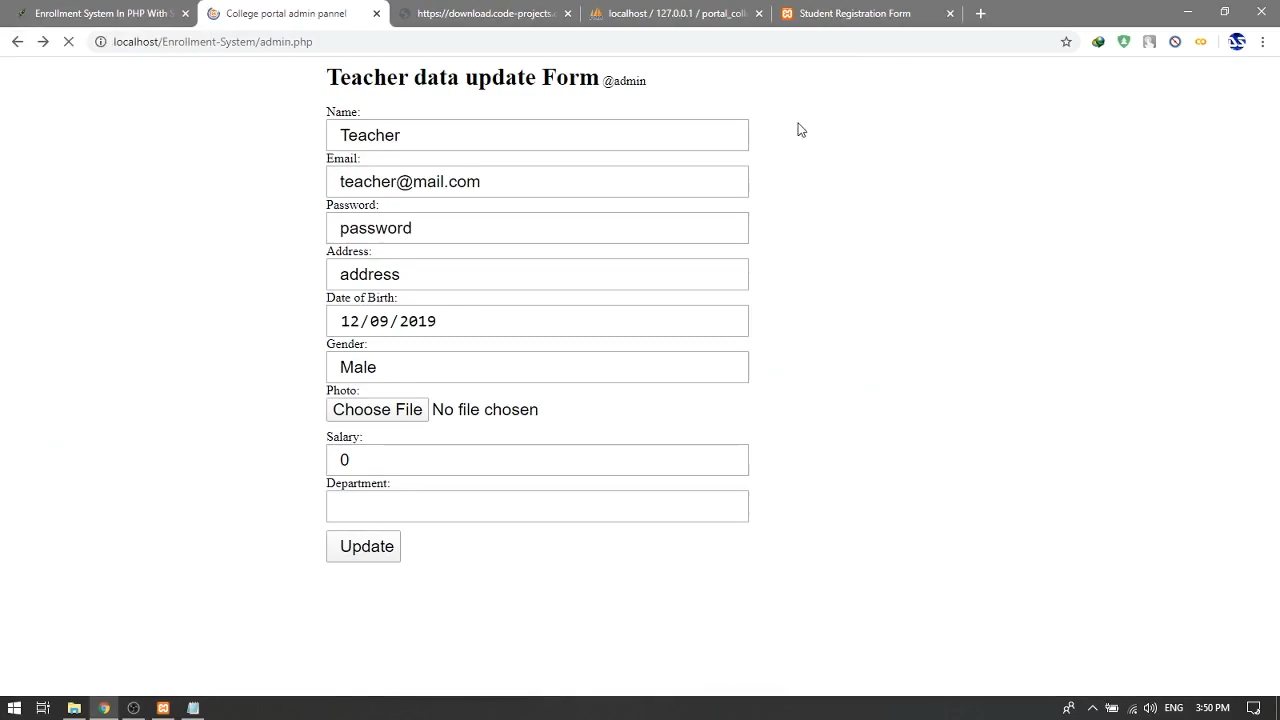 Enrollment System In PHP With S
College portal admin pannel
https://download.code-projects.
localhost / 127.0.0.1 / portal_coll
Student Registration Form
localhost/Enrollment-System/admin.php
Teacher data update Form @admin
Name:
Teacher
Email:
teacher@mail.com
Password:
password
Address:
address
Date of Birth:
12/09/2019
Gender:
Male
Photo:
Choose File No file chosen
Salary:
0
Department:
Update
ENG
3:50 PM